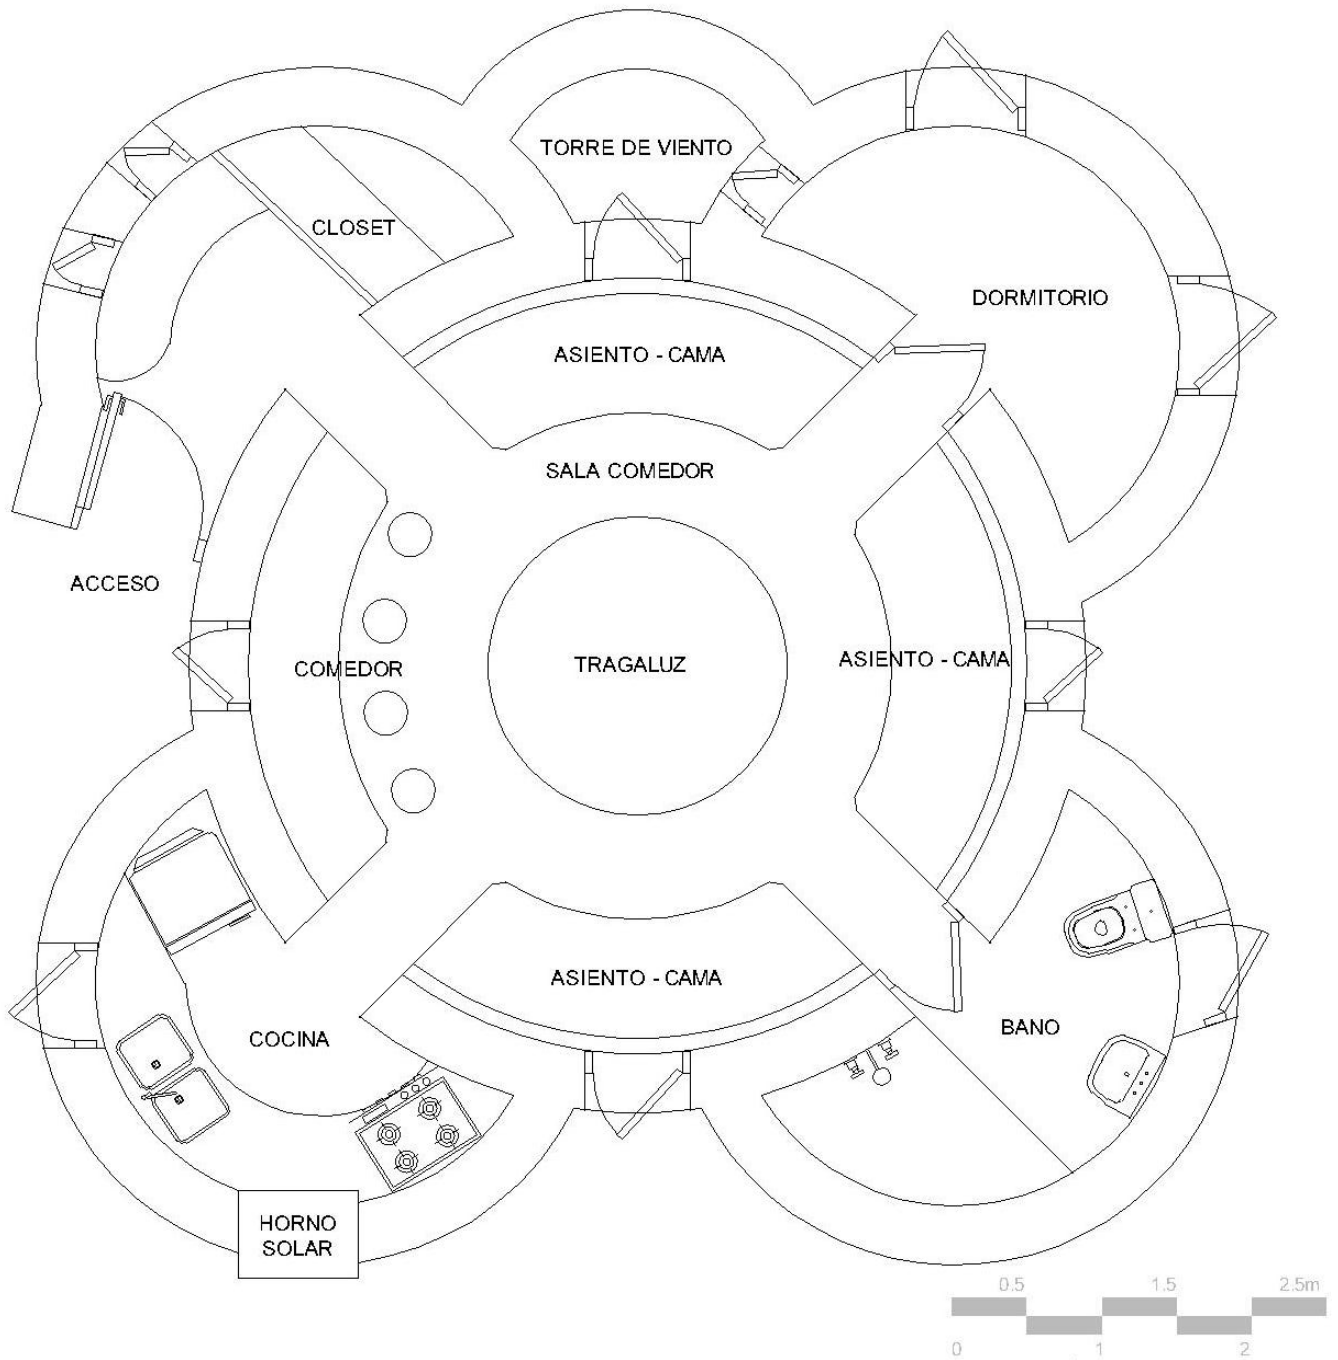 TORRE DE VIENTO
CLOSET
DORMITORIO
ASIENTO - CAMA
SALA COMEDOR
ACCESO
COMEDOR
TRAGALUZ
ASIENTO - CAMA
ASIENTO - CAMA
COCINA
BANO
HORNO
SOLAR
0.5 1.5 2.5m
0 1 2